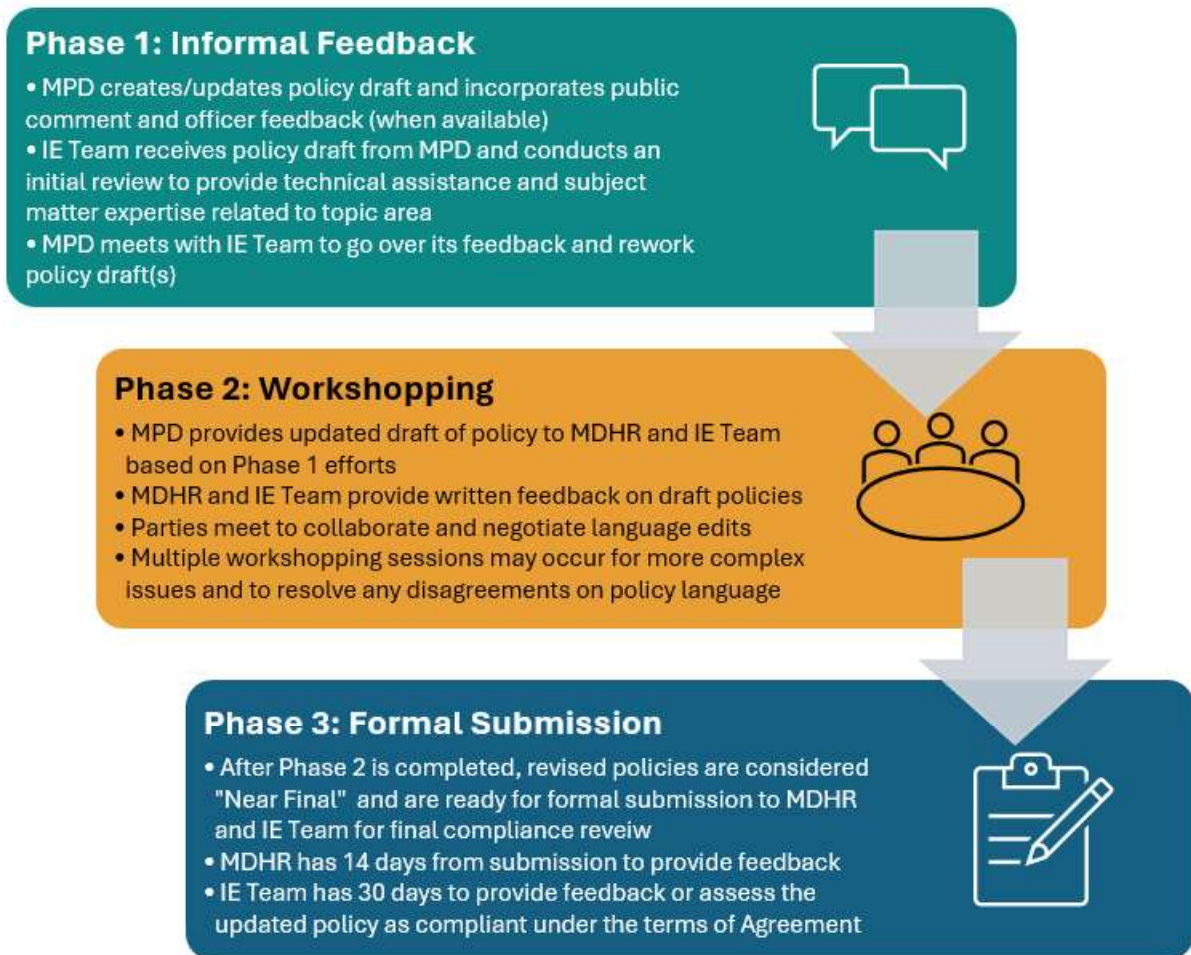 Phase 1: Informal Feedback
• MPD creates/updates policy draft and incorporates public
comment and officer feedback (when available)
• IE Team receives policy draft from MPD and conducts an
initial review to provide technical assistance and subject
matter expertise related to topic area
• MPD meets with IE Team to go over its feedback and rework
policy draft(s)
Phase 2: Workshopping
• MPD provides updated draft of policy to MDHR and IE Team
based on Phase 1 efforts
• MDHR and IE Team provide written feedback on draft policies
• Parties meet to collaborate and negotiate language edits
• Multiple workshopping sessions may occur for more complex
issues and to resolve any disagreements on policy language
Phase 3: Formal Submission
• After Phase 2 is completed, revised policies are considered
"Near Final" and are ready for formal submission to MDHR
and IE Team for final compliance reveiw
• MDHR has 14 days from submission to provide feedback
• IE Team has 30 days to provide feedback or assess the
updated policy as compliant under the terms of Agreement